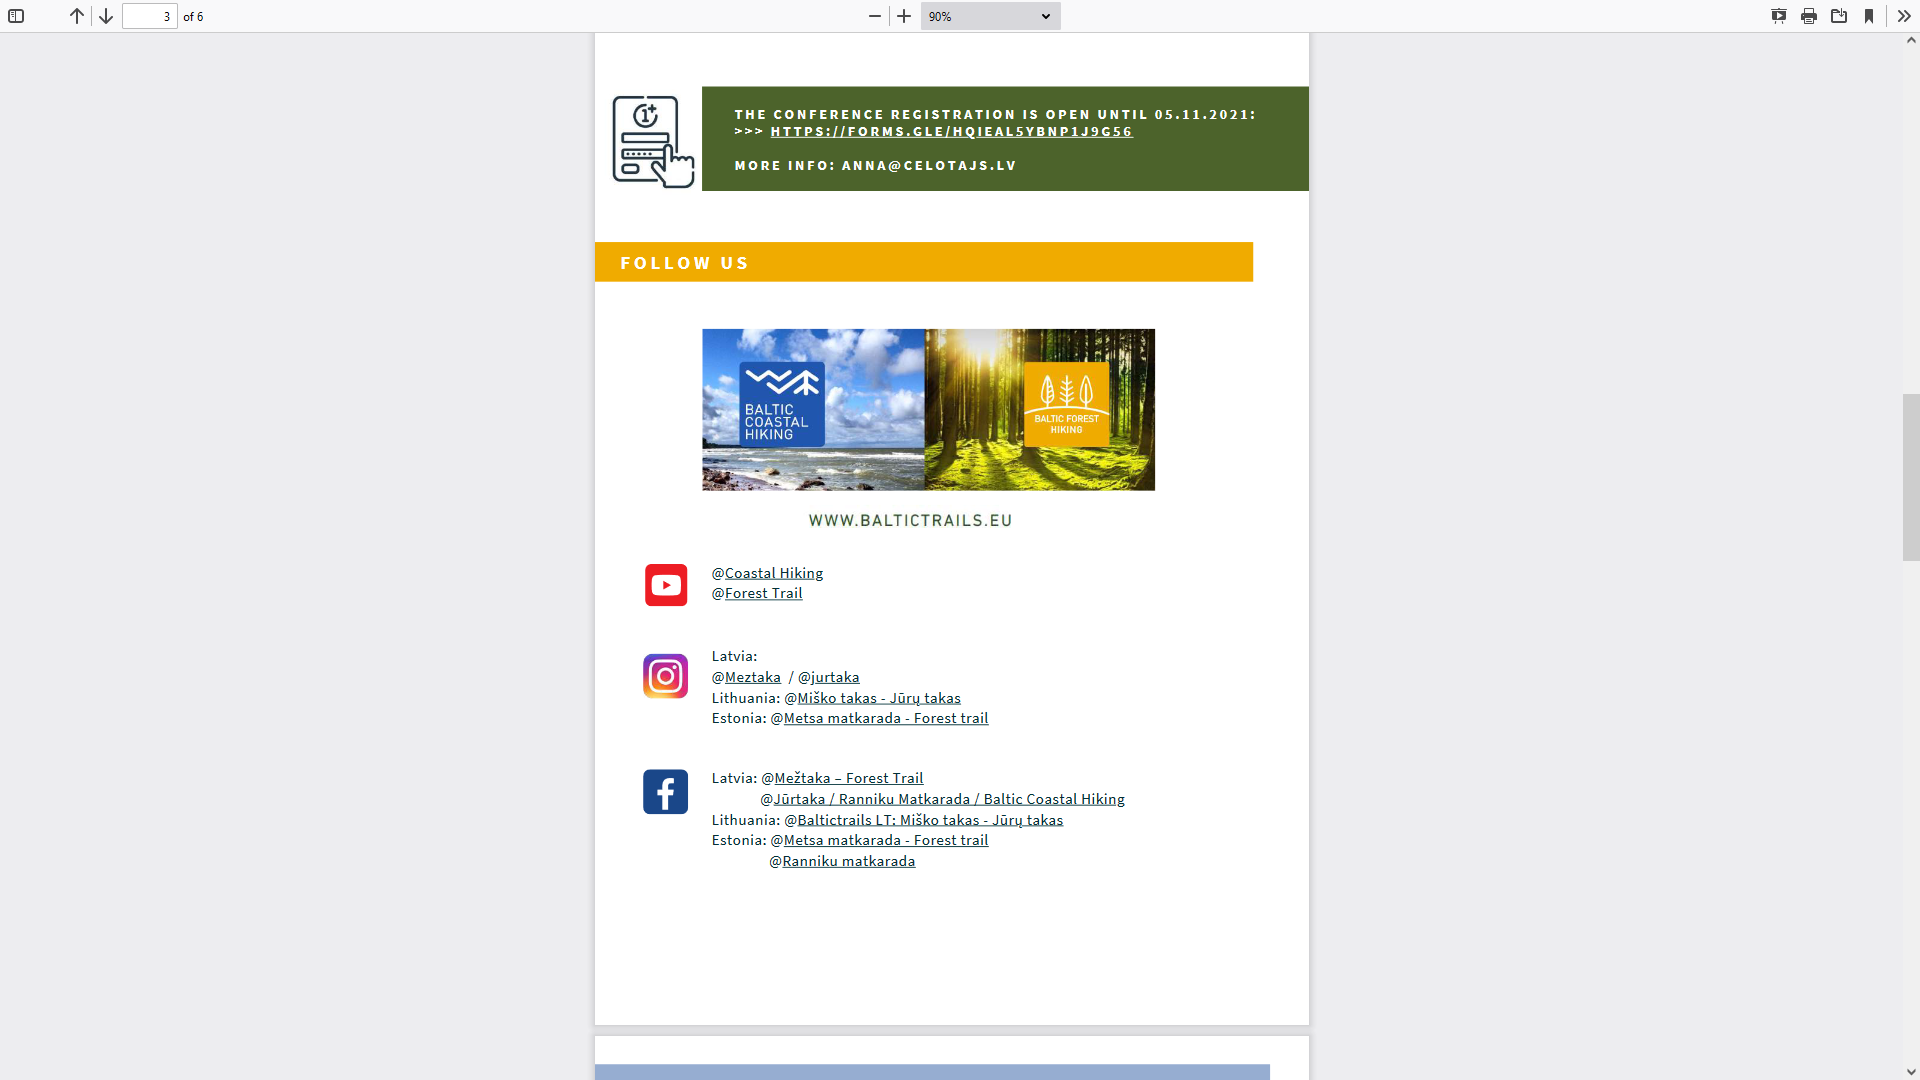 3 of 6 90%
THE CONFERENCE REGISTRATION IS OPEN UNTIL 05.11.2021:
>>> HTTPS://FORMS.GLE/HQIEAL5YBNP1J9G56
MORE INFO: ANNA@CELOTAJS.LV
1+
FOLLOW US
BALTIC
COASTAL
HIKING
BALTIC FOREST
HIKING
WWW.BALTICTRAILS.EU
@Coastal Hiking
@Forest Trail
Latvia:
@Meztaka / @jurtaka
Lithuania: @Miško takas - Jūrų takas
Estonia: @Metsa matkarada - Forest trail
Latvia: @Mežtaka – Forest Trail
@Jūrtaka / Ranniku Matkarada / Baltic Coastal Hiking
Lithuania: @Baltictrails LT: Miško takas - Jūrų takas
Estonia: @Metsa matkarada - Forest trail
@Ranniku matkarada